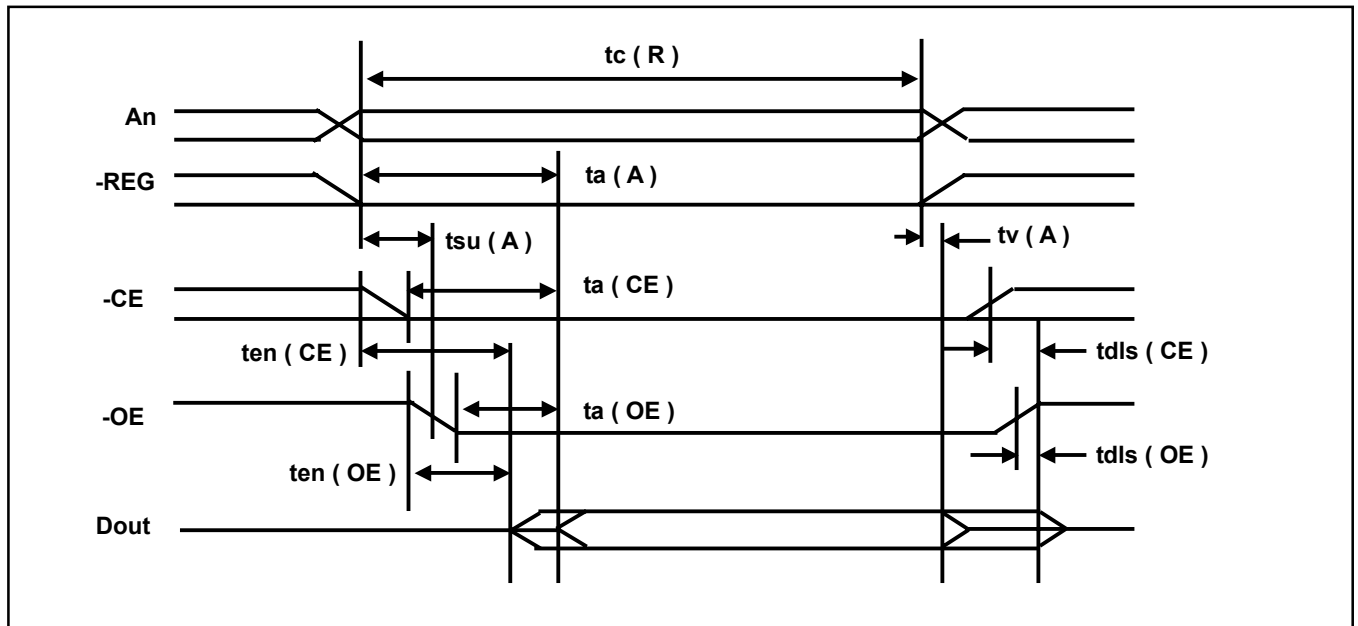 tc ( R )
An
-REG
ta ( A )
tsu ( A )
tv ( A )
-CE
ta ( CE )
ten ( CE )
tdls ( CE )
-OE
ta ( OE )
ten ( OE )
tdls ( OE )
Dout